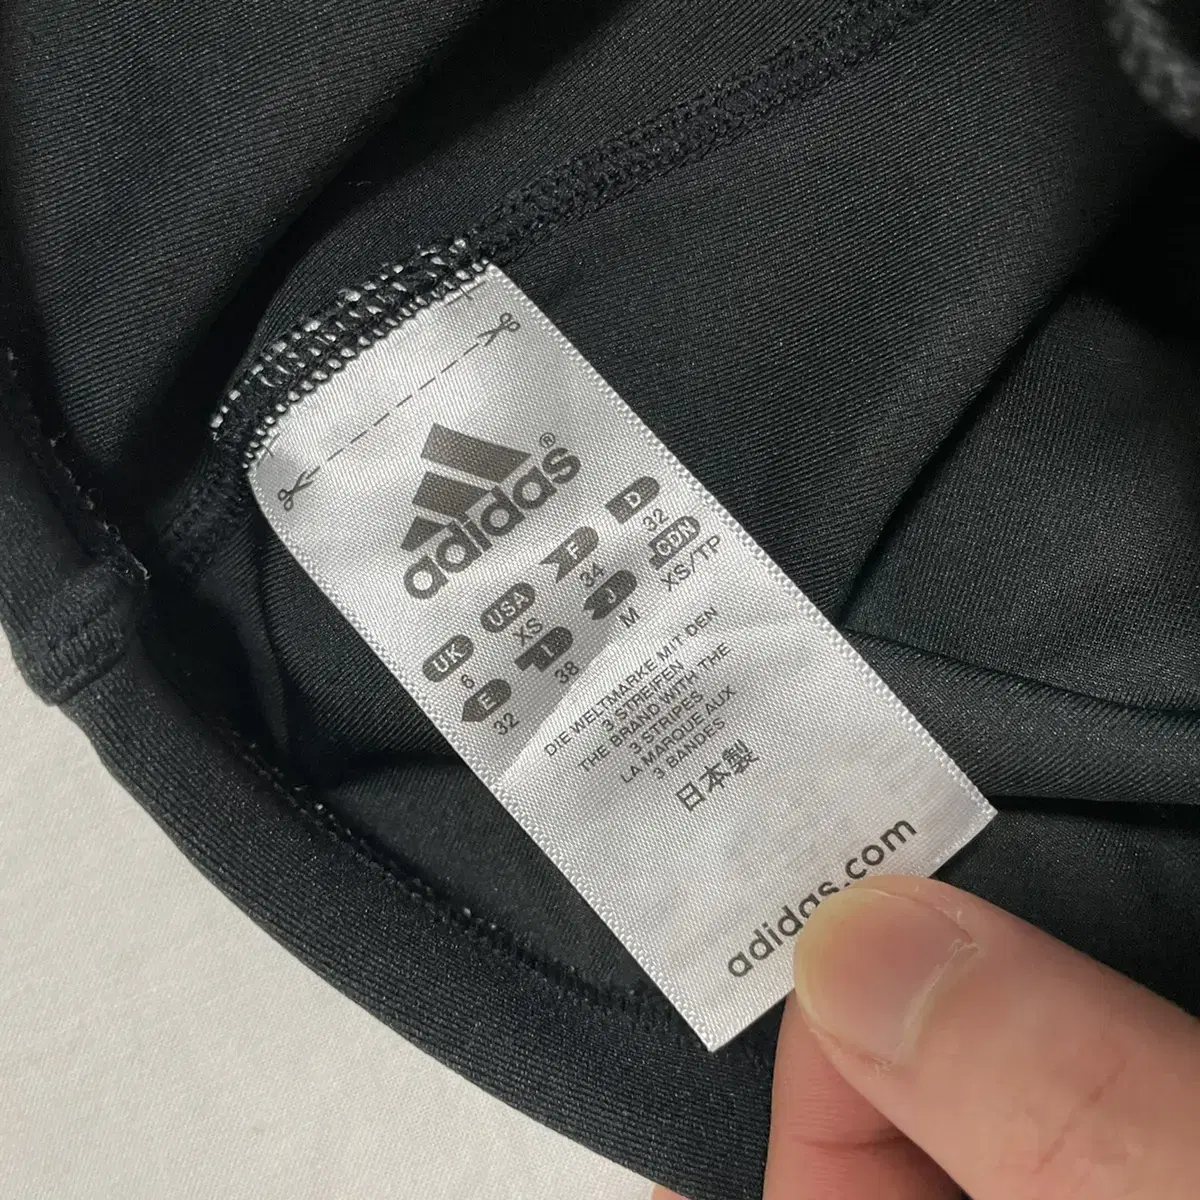 adidas®
UK USA F D
6 XS 34 32
E I J CDN
32 38 M XS/TP
DIE WELTMARKE MIT DEN
3 STREIFEN
THE BRAND WITH THE
3 STRIPES
LA MARQUE AUX
3 BANDES
日本製
adidas.com